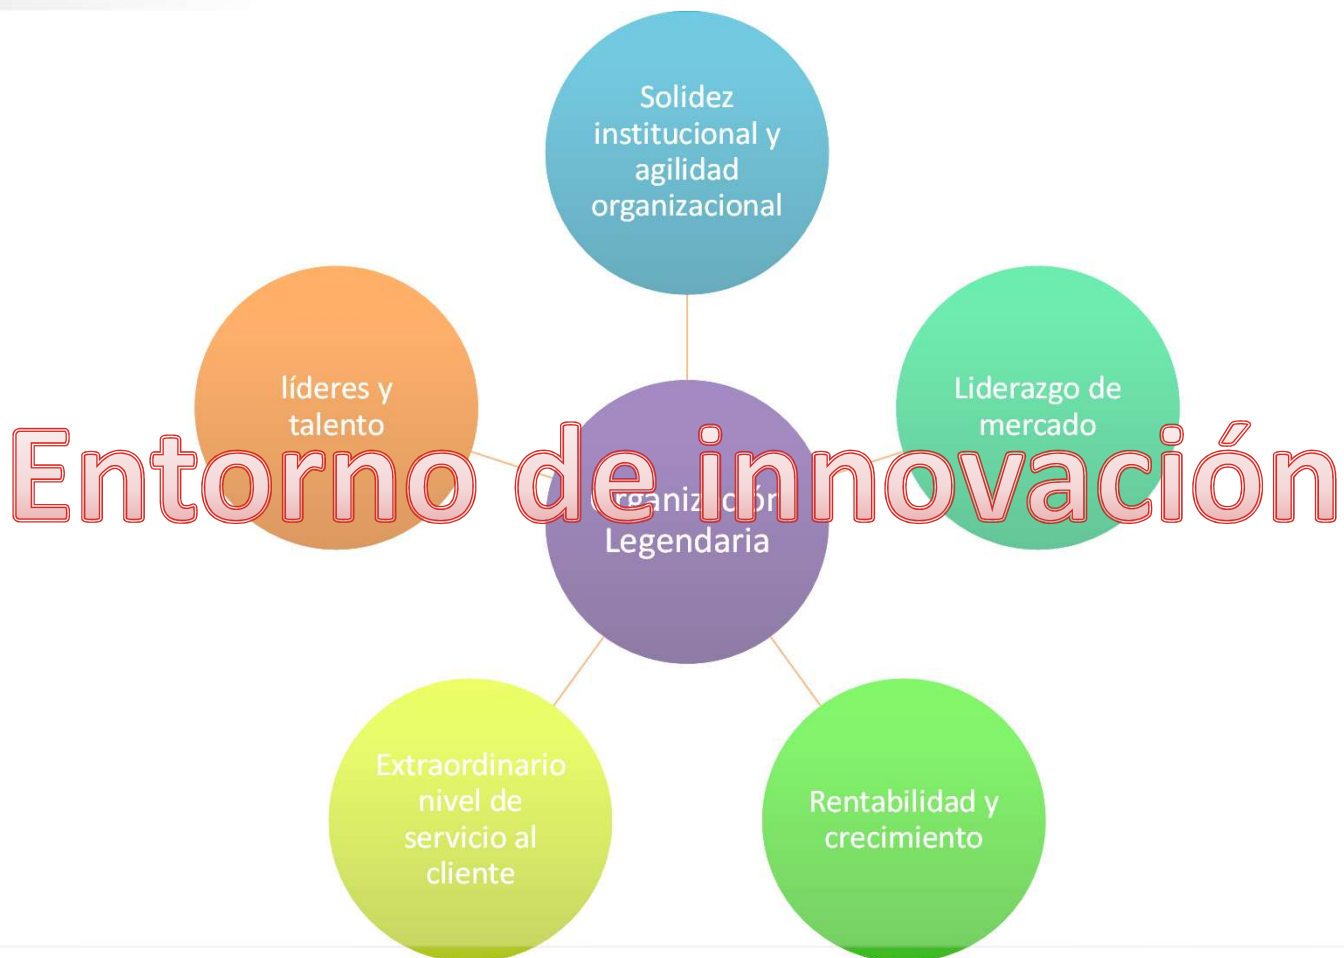 Solidez
institucional y
agilidad
organizacional
líderes y
talento
Liderazgo de
mercado
Entorno de innovación
Organización
Legendaria
Extraordinario
nivel de
servicio al
cliente
Rentabilidad y
crecimiento